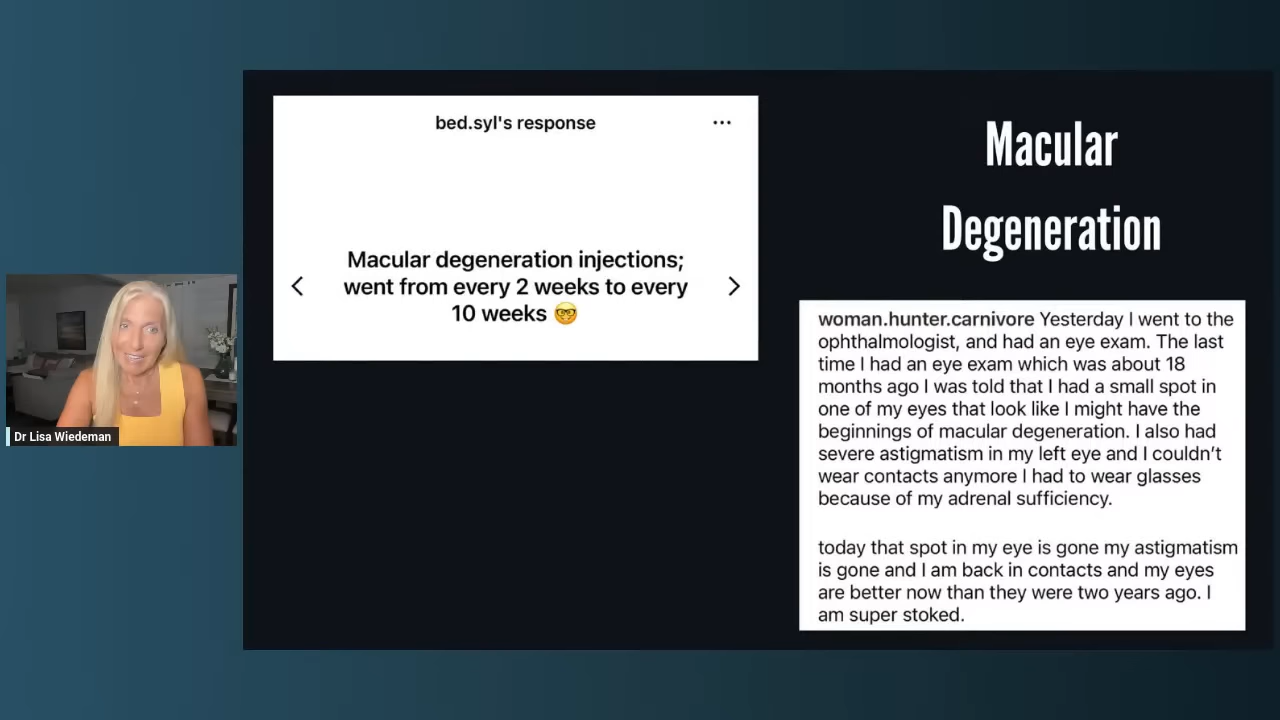 bed.syl's response
Macular degeneration injections;
went from every 2 weeks to every
10 weeks 🤓
Macular
Degeneration
woman.hunter.carnivore Yesterday I went to the
ophthalmologist, and had an eye exam. The last
time I had an eye exam which was about 18
months ago I was told that I had a small spot in
one of my eyes that look like I might have the
beginnings of macular degeneration. I also had
severe astigmatism in my left eye and I couldn't
wear contacts anymore I had to wear glasses
because of my adrenal sufficiency.
today that spot in my eye is gone my astigmatism
is gone and I am back in contacts and my eyes
are better now than they were two years ago. I
am super stoked.
Dr Lisa Wiedeman